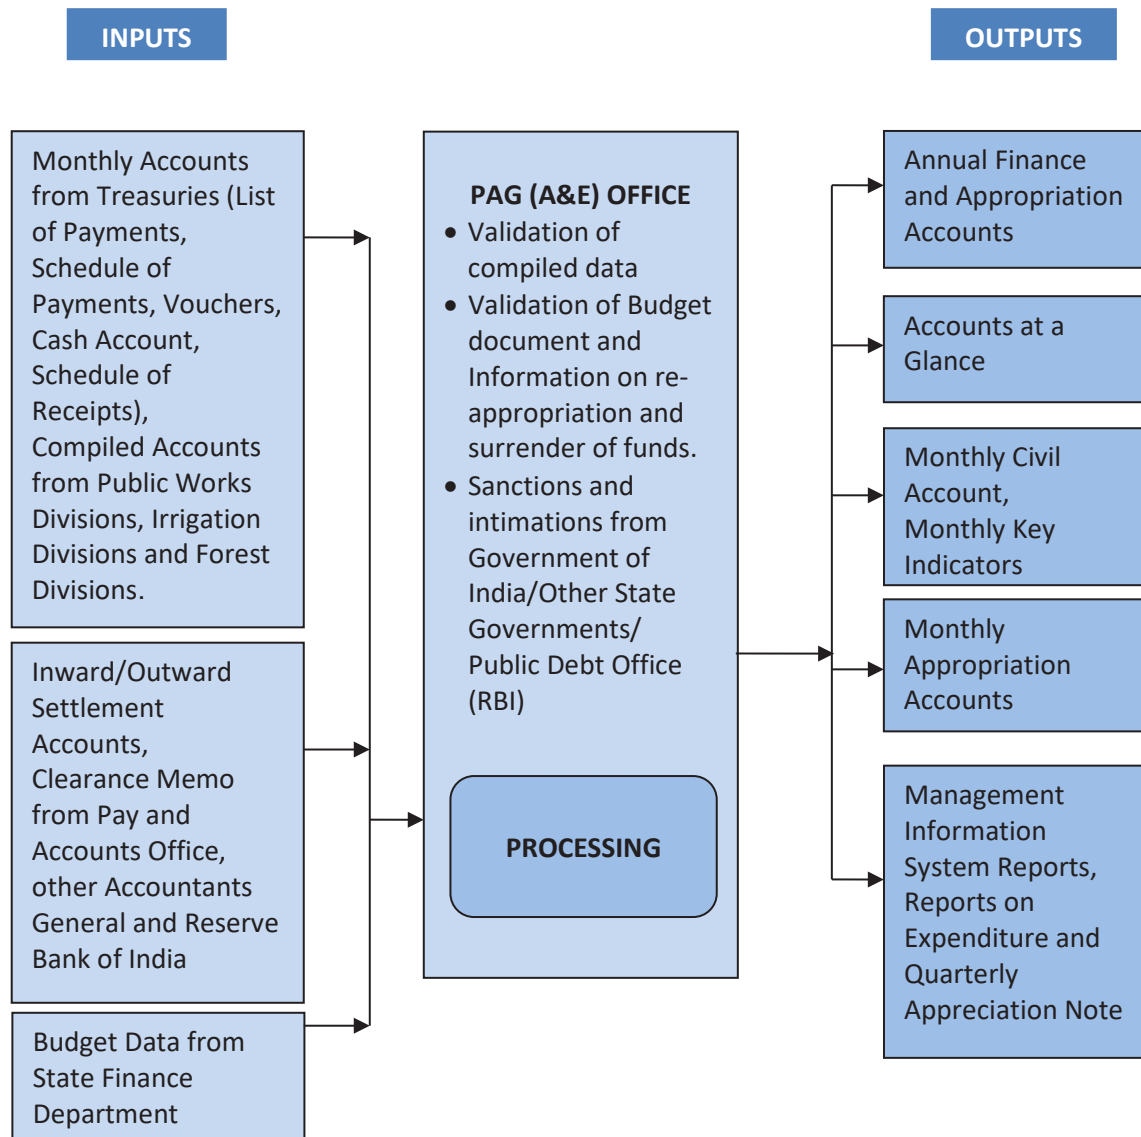 INPUTS
OUTPUTS
Monthly Accounts
from Treasuries (List
of Payments,
Schedule of
Payments, Vouchers,
Cash Account,
Schedule of
Receipts),
Compiled Accounts
from Public Works
Divisions, Irrigation
Divisions and Forest
Divisions.
Inward/Outward
Settlement
Accounts,
Clearance Memo
from Pay and
Accounts Office,
other Accountants
General and Reserve
Bank of India
Budget Data from
State Finance
Department
PAG (A&E) OFFICE
• Validation of
compiled data
• Validation of Budget
document and
Information on re-
appropriation and
surrender of funds.
• Sanctions and
intimations from
Government of
India/Other State
Governments/
Public Debt Office
(RBI)
PROCESSING
Annual Finance
and Appropriation
Accounts
Accounts at a
Glance
Monthly Civil
Account,
Monthly Key
Indicators
Monthly
Appropriation
Accounts
Management
Information
System Reports,
Reports on
Expenditure and
Quarterly
Appreciation Note